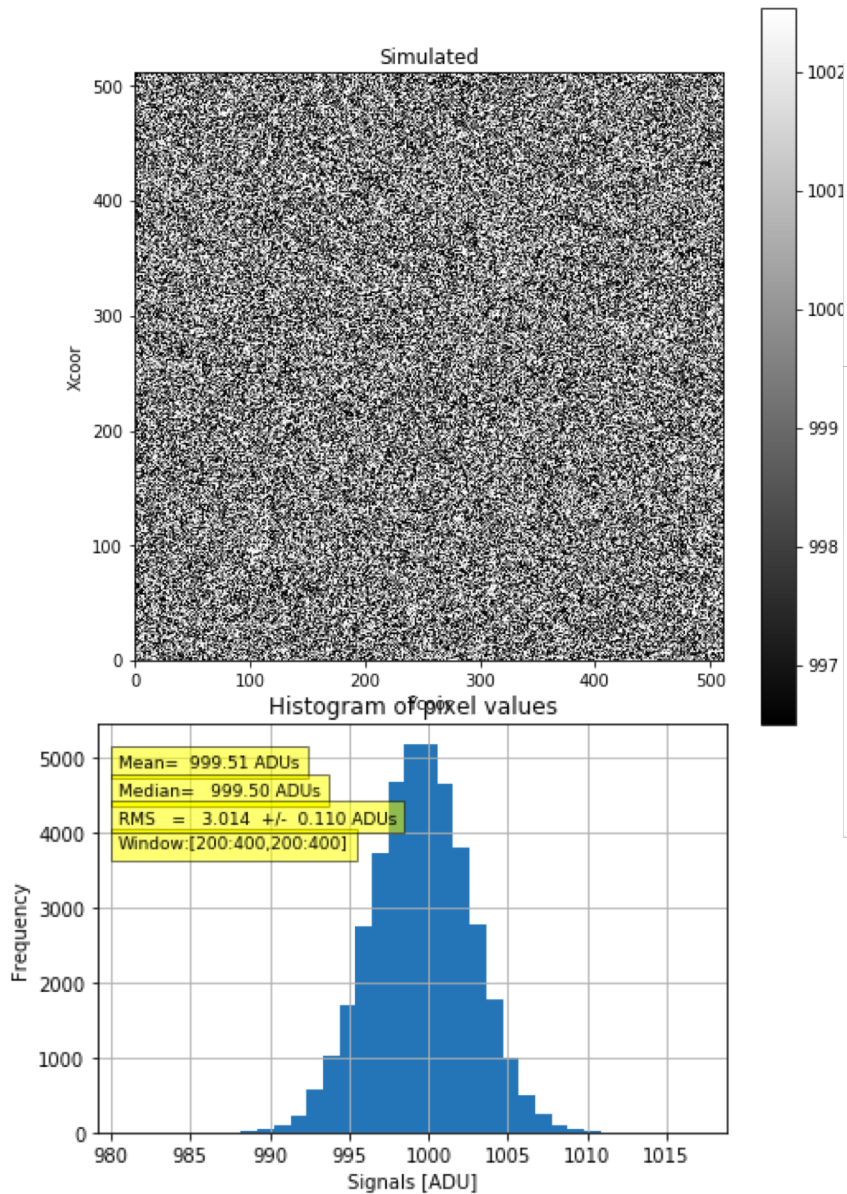 Simulated
1002
1001
1000
999
998
997
500
400
300
200
100
0
Xcoor
0 100 200 300 400 500
Histogram of pixel values
5000
4000
3000
2000
1000
0
Frequency
Mean= 999.51 ADUs
Median= 999.50 ADUs
RMS = 3.014 +/- 0.110 ADUs
Window:[200:400,200:400]
980 985 990 995 1000 1005 1010 1015
Signals [ADU]